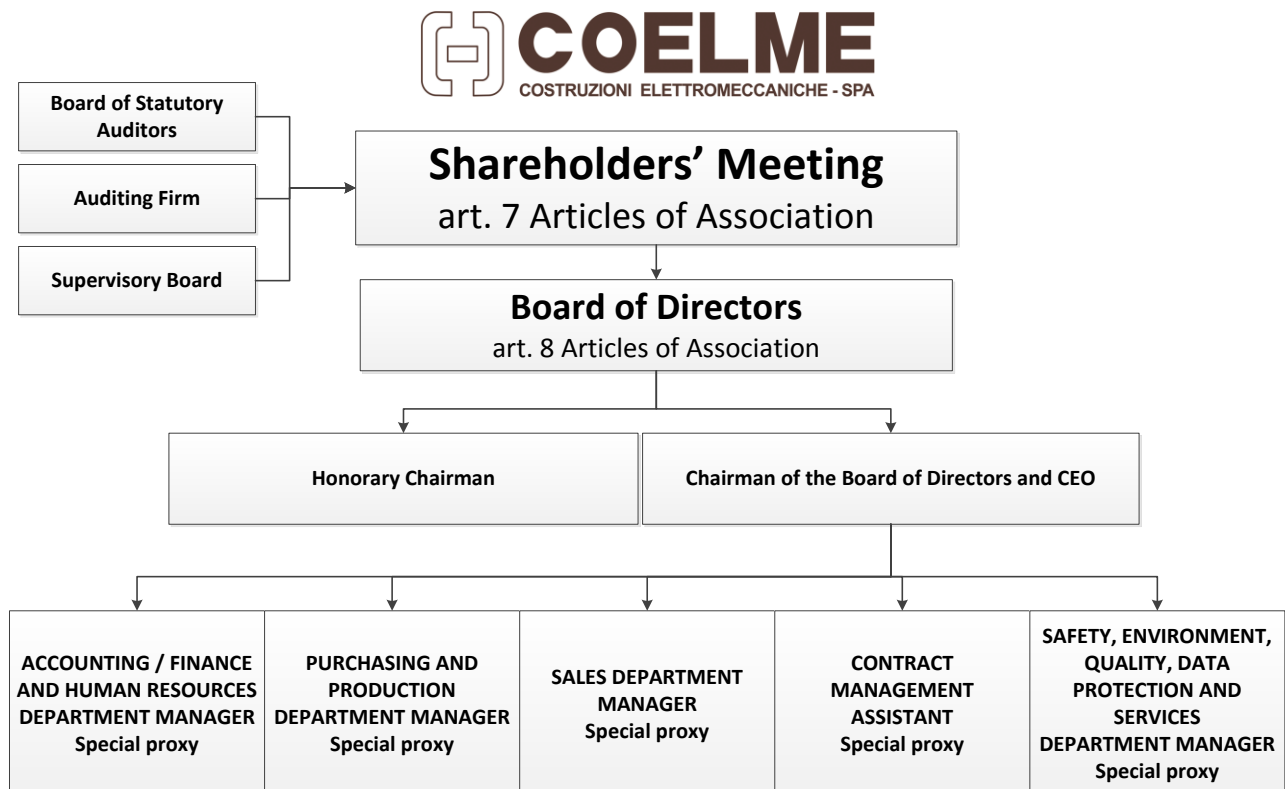 COELME
COSTRUZIONI ELETTROMECCANICHE - SPA
Board of Statutory
Auditors
Auditing Firm
Supervisory Board
Shareholders’ Meeting
art. 7 Articles of Association
Board of Directors
art. 8 Articles of Association
Honorary Chairman
Chairman of the Board of Directors and CEO
ACCOUNTING / FINANCE
AND HUMAN RESOURCES
DEPARTMENT MANAGER
Special proxy
PURCHASING AND
PRODUCTION
DEPARTMENT MANAGER
Special proxy
SALES DEPARTMENT
MANAGER
Special proxy
CONTRACT
MANAGEMENT
ASSISTANT
Special proxy
SAFETY, ENVIRONMENT,
QUALITY, DATA
PROTECTION AND
SERVICES
DEPARTMENT MANAGER
Special proxy